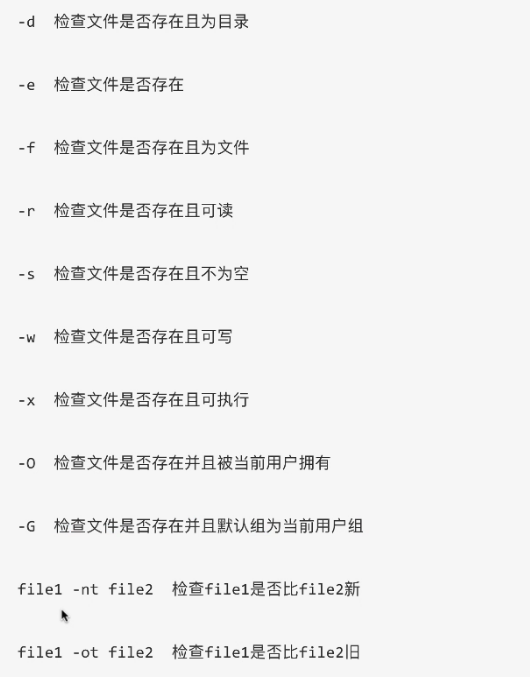 -d 检查文件是否存在且为目录
-e 检查文件是否存在
-f 检查文件是否存在且为文件
-r 检查文件是否存在且可读
-s 检查文件是否存在且不为空
-w 检查文件是否存在且可写
-x 检查文件是否存在且可执行
-O 检查文件是否存在并且被当前用户拥有
-G 检查文件是否存在并且默认组为当前用户组
file1 -nt file2 检查file1是否比file2新
file1 -ot file2 检查file1是否比file2旧